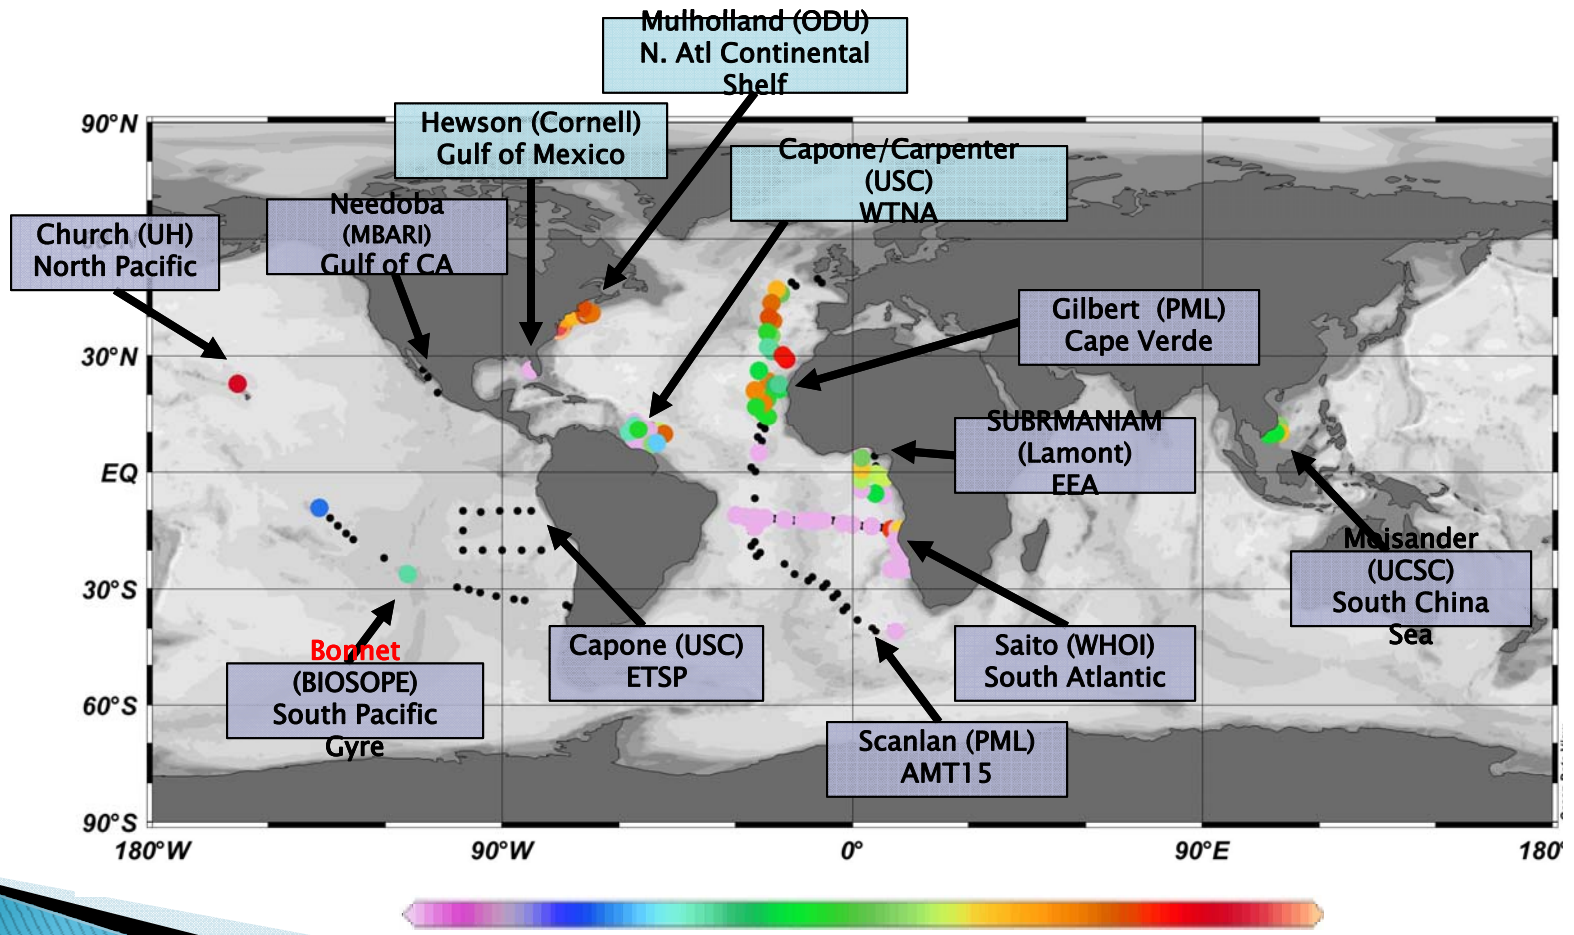 Mulholland (ODU)
N. Atl Continental
Shelf
Hewson (Cornell)
Gulf of Mexico
Capone/Carpenter
(USC)
WTNA
Needoba
(MBARI)
Gulf of CA
Church (UH)
North Pacific
Gilbert (PML)
Cape Verde
SUBRMANIAM
(Lamont)
EEA
Moisander
(UCSC)
South China
Sea
Bonnet
(BIOSOPE)
South Pacific
Gyre
Capone (USC)
ETSP
Saito (WHOI)
South Atlantic
Scanlan (PML)
AMT15
90°N
30°N
EQ
30°S
60°S
90°S
180°W
90°W
0°
90°E
180°